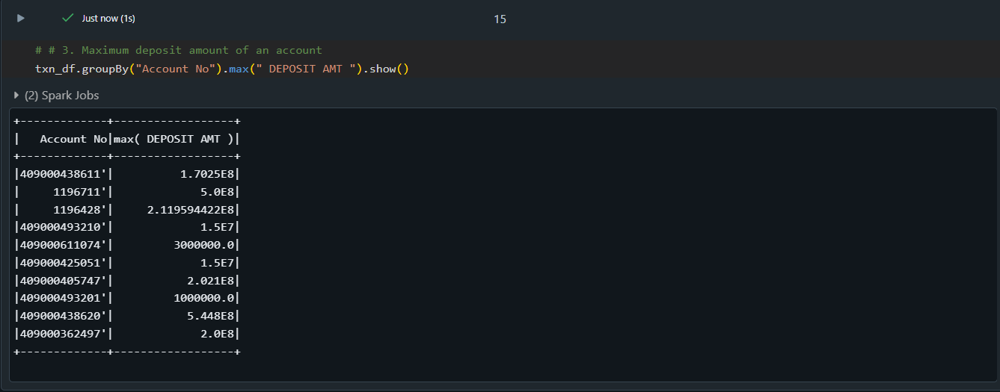 Just now (1s)
15
# # 3. Maximum deposit amount of an account
txn_df.groupBy("Account No").max(" DEPOSIT AMT ").show()
(2) Spark Jobs
+-------------+------------------+
|   Account No|max( DEPOSIT AMT )|
+-------------+------------------+
|409000438611'|          1.7025E8|
|     1196711'|             5.0E8|
|     1196428'|     2.119594422E8|
|409000493210'|             1.5E7|
|409000611074'|         3000000.0|
|409000425051'|             1.5E7|
|409000405747'|           2.021E8|
|409000493201'|         1000000.0|
|409000438620'|           5.448E8|
|409000362497'|             2.0E8|
+-------------+------------------+